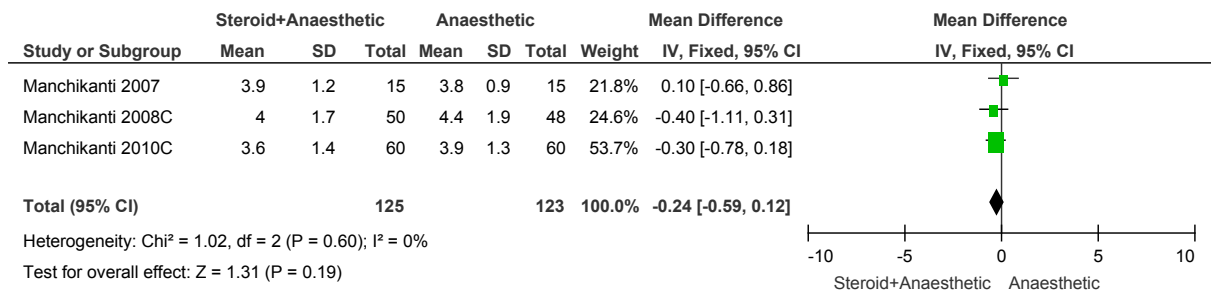 Steroid+Anaesthetic Anaesthetic Mean Difference Mean Difference
Study or Subgroup Mean SD Total Mean SD Total Weight IV, Fixed, 95% CI IV, Fixed, 95% CI
Manchikanti 2007 3.9 1.2 15 3.8 0.9 15 21.8% 0.10 [-0.66, 0.86]
Manchikanti 2008C 4 1.7 50 4.4 1.9 48 24.6% -0.40 [-1.11, 0.31]
Manchikanti 2010C 3.6 1.4 60 3.9 1.3 60 53.7% -0.30 [-0.78, 0.18]
Total (95% CI) 125 123 100.0% -0.24 [-0.59, 0.12]
Heterogeneity: Chi² = 1.02, df = 2 (P = 0.60); I² = 0%
Test for overall effect: Z = 1.31 (P = 0.19)
-10 -5 0 5 10
Steroid+Anaesthetic Anaesthetic